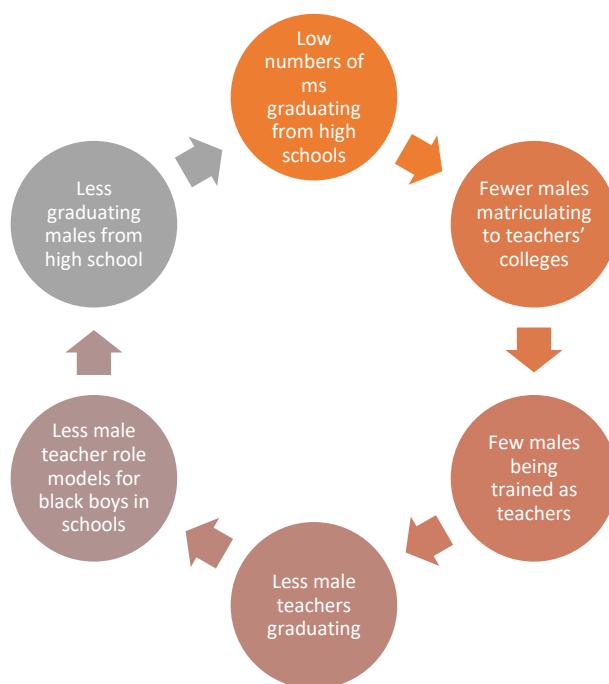 Low
numbers of
ms
graduating
from high
schools
Fewer males
matriculating
to teachers’
colleges
Few males
being
trained as
teachers
Less male
teachers
graduating
Less male
teacher role
models for
black boys in
schools
Less
graduating
males from
high school